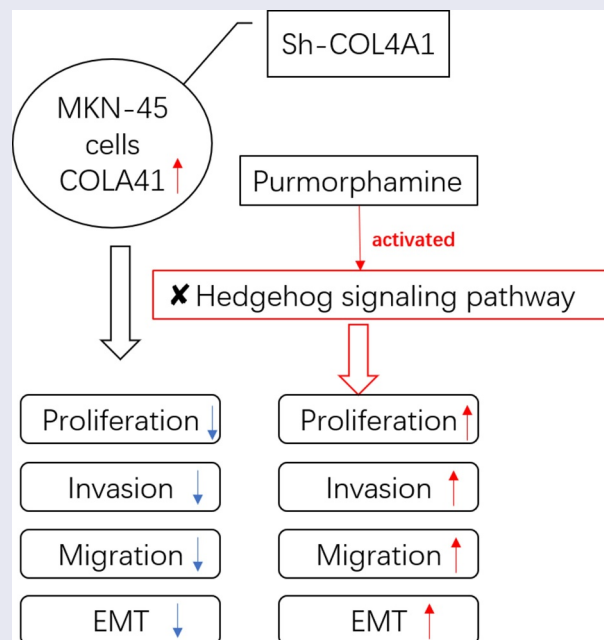 Sh-COL4A1
MKN-45
cells
COLA41
Purmorphamine
activated
✘ Hedgehog signaling pathway
Proliferation
Invasion
Migration
EMT
Proliferation
Invasion
Migration
EMT